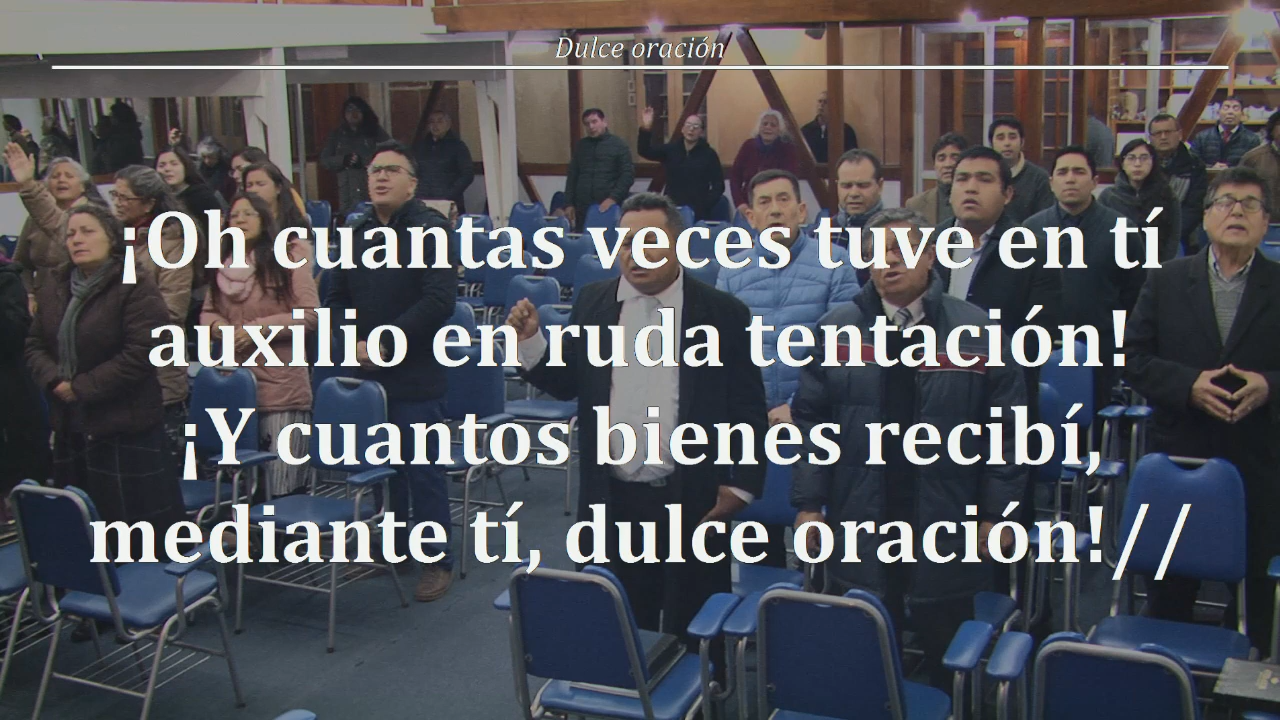 Dulce oración
¡Oh cuantas veces tuve en tí
auxilio en ruda tentación!
¡Y cuantos bienes recibí,
mediante tí, dulce oración!//